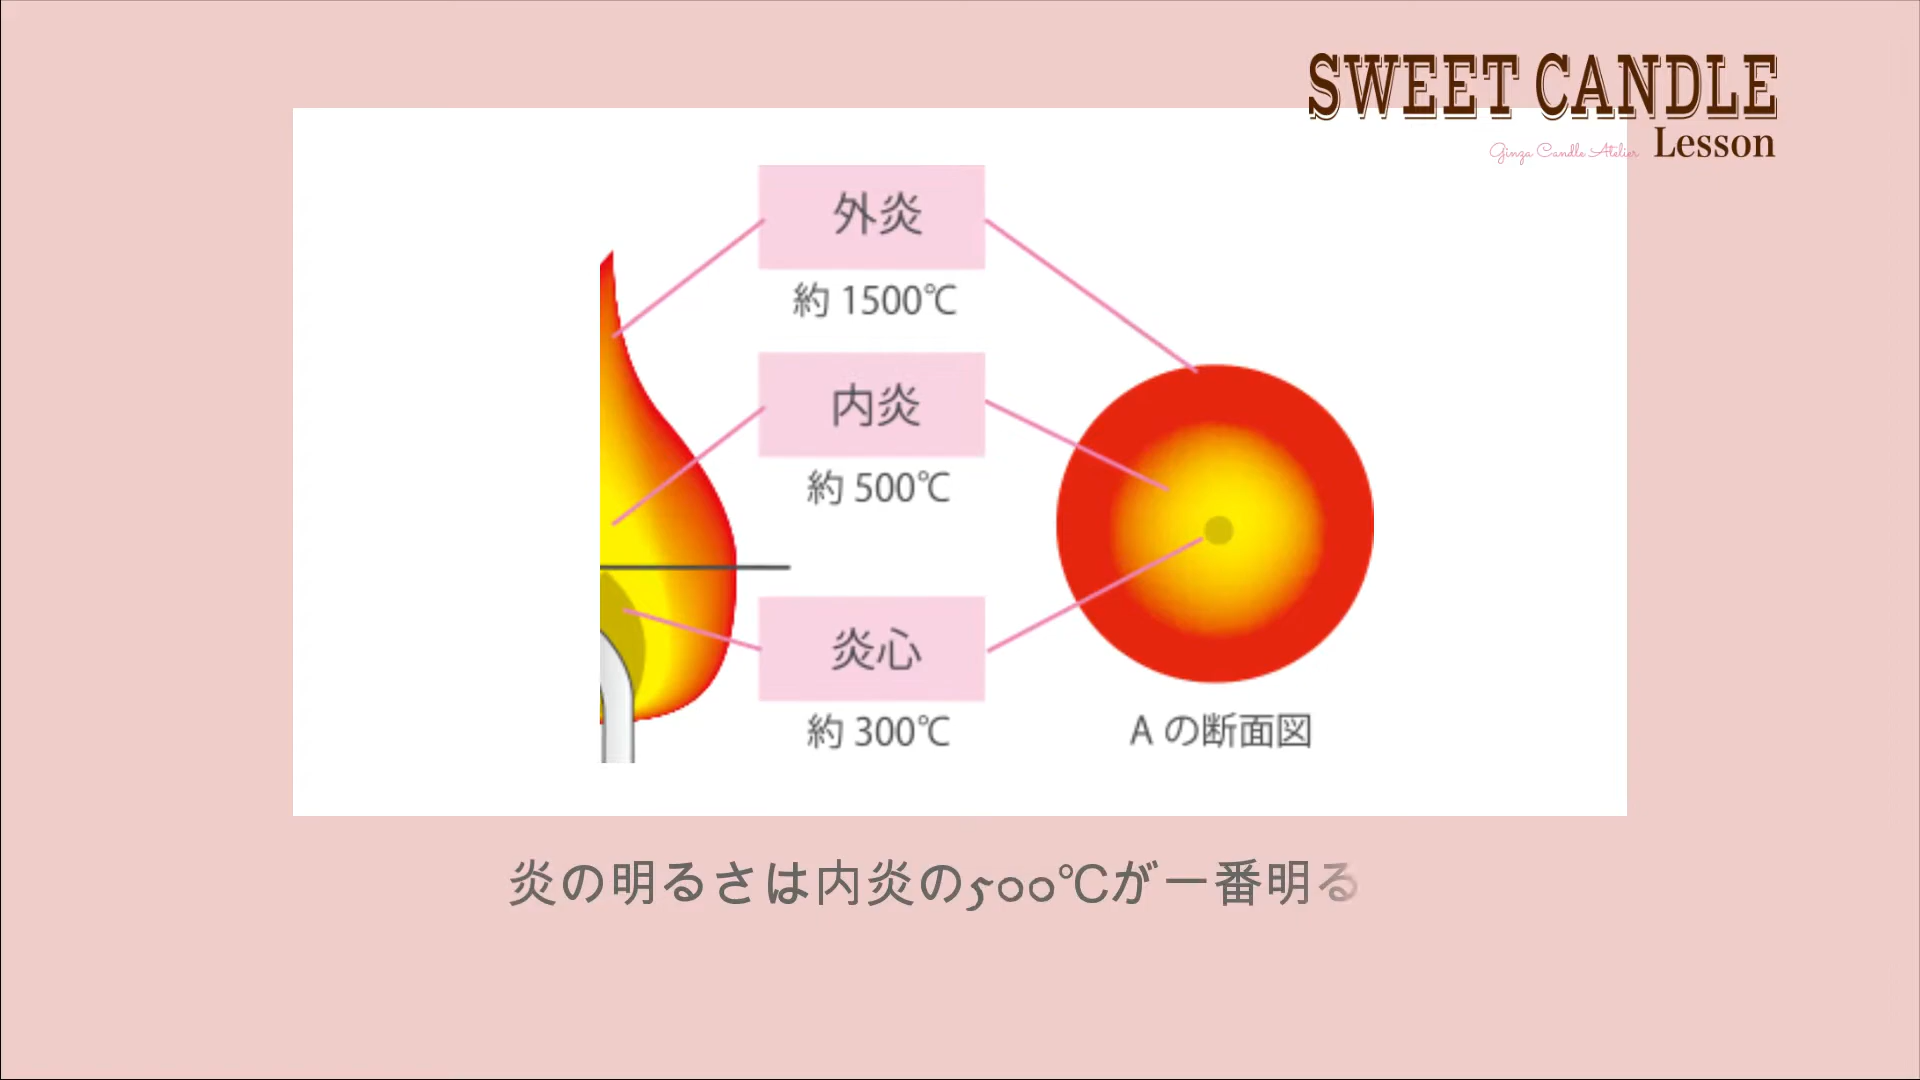 SWEET CANDLE
Lesson
Ginza Candle Atelier
外炎
約 1500℃
内炎
約 500℃
炎心
約 300℃
A の断面図
炎の明るさは内炎の500℃が一番明る